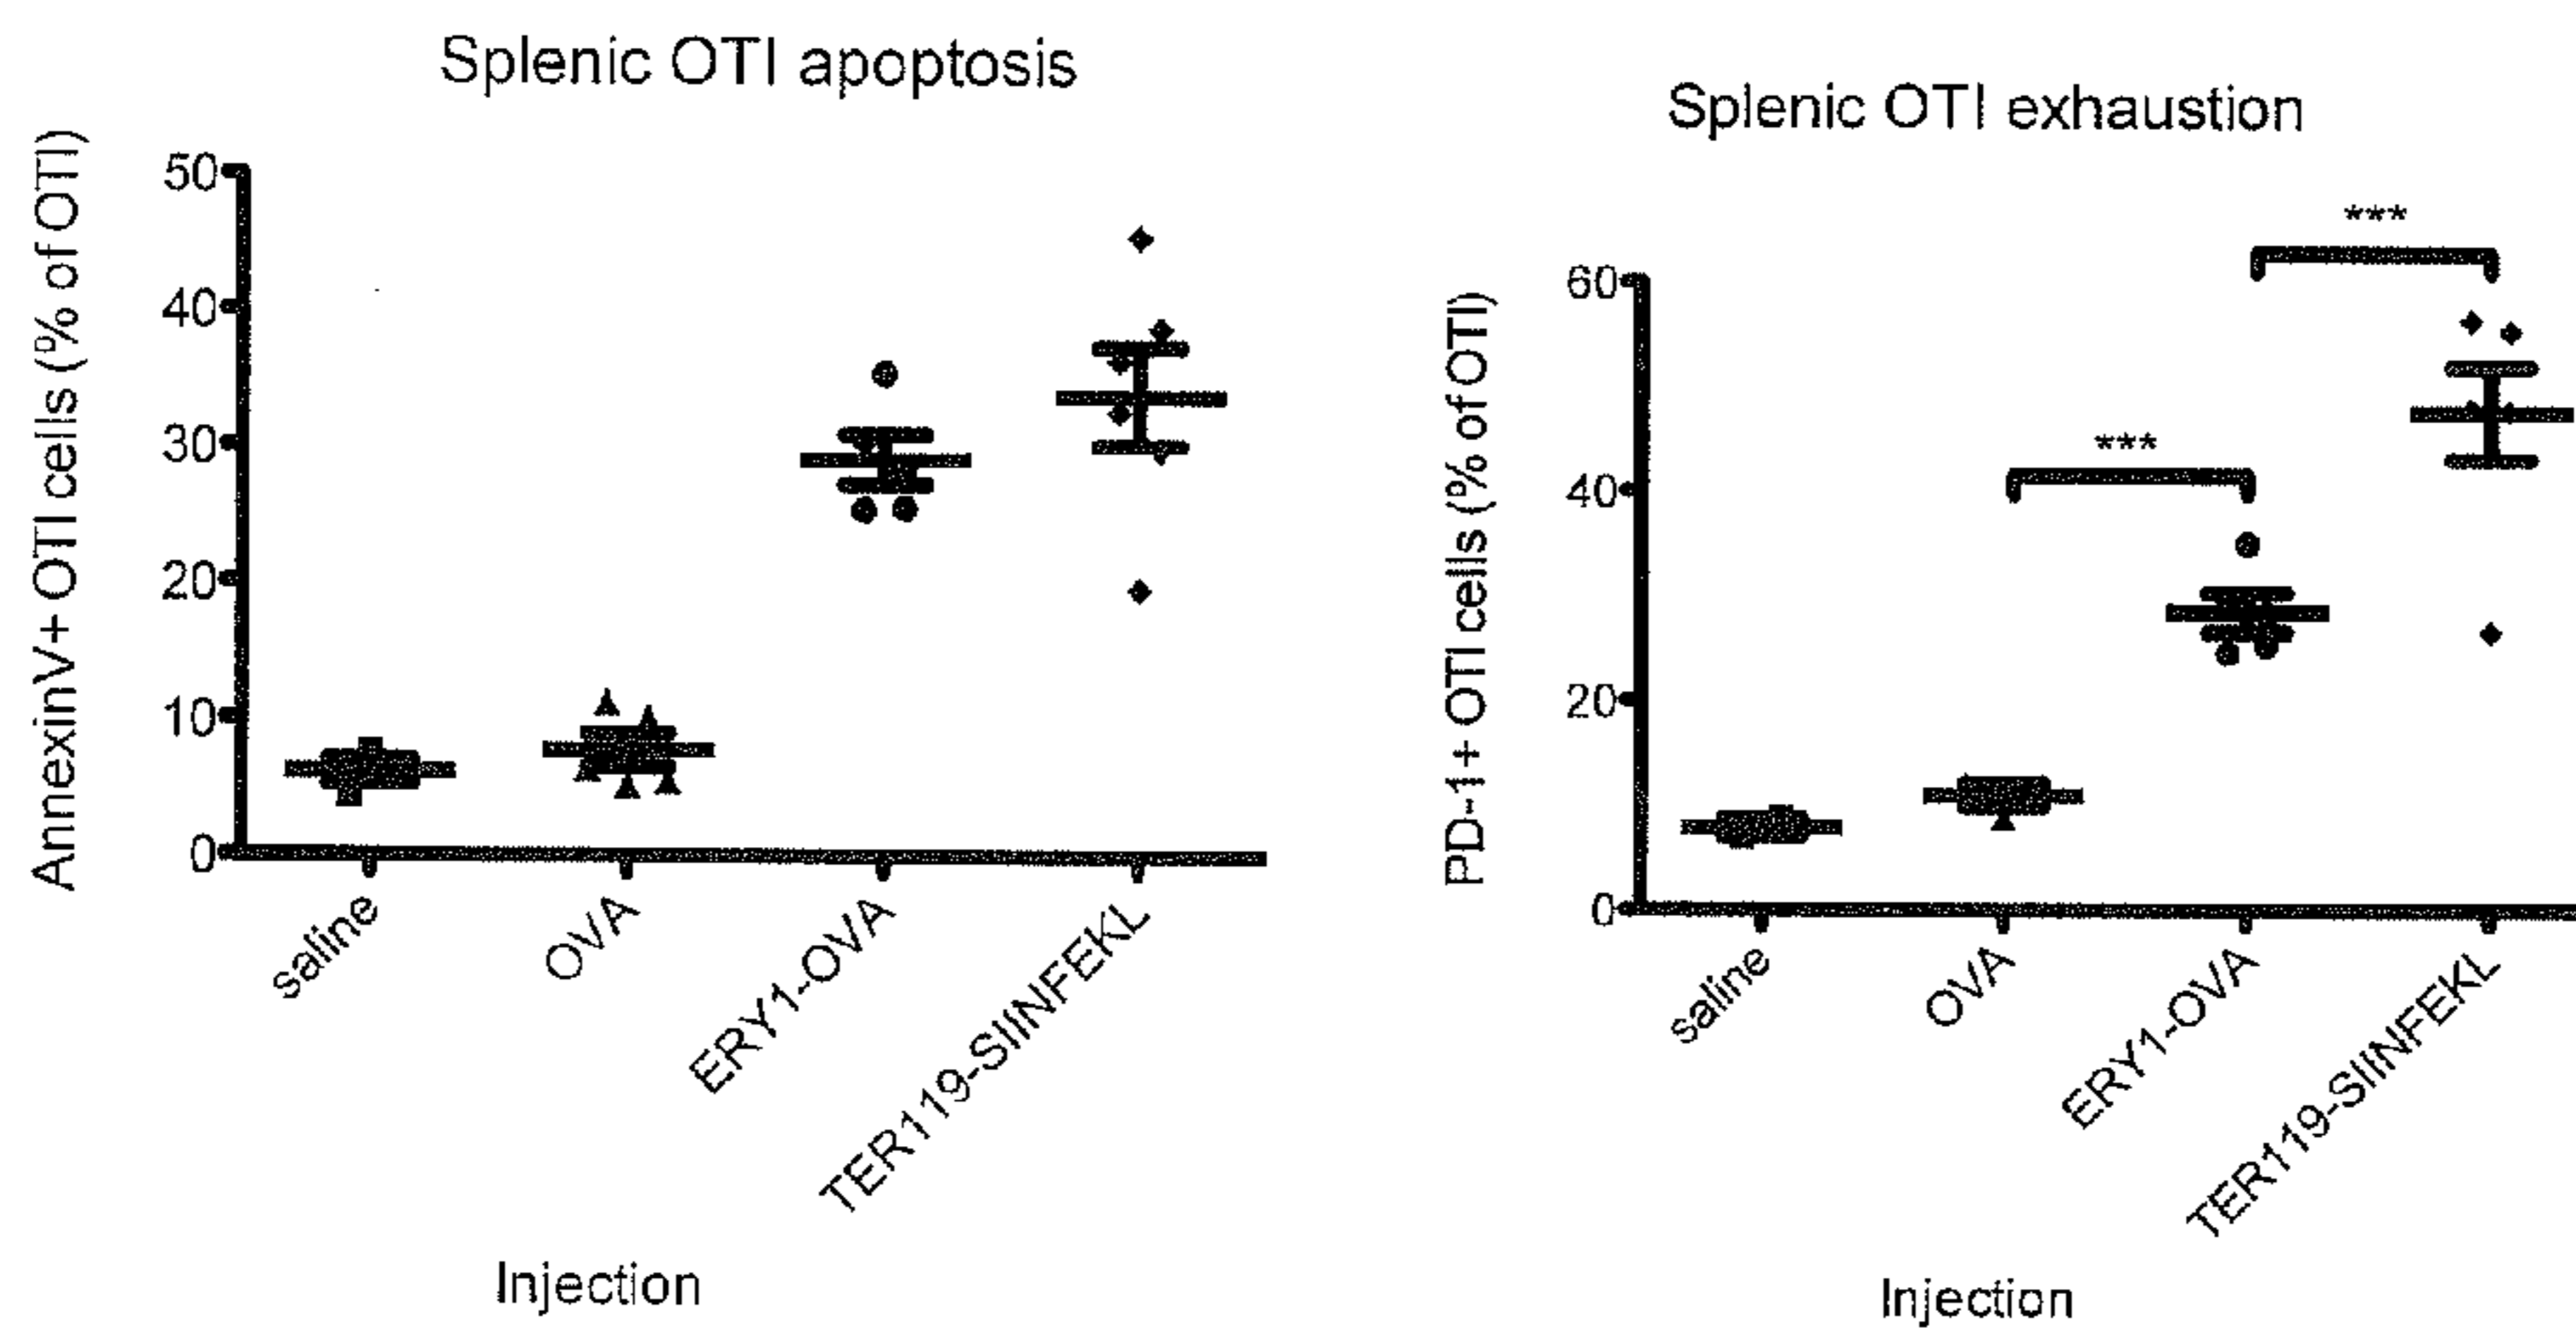 Splenic OTI apoptosis
AnnexinV+ OTI cells (% of OTI)
50
40
30
20
10
0
saline
OVA
ERY1-OVA
TER119-SIINFEKL
Injection
Splenic OTI exhaustion
PD-1+ OTI cells (% of OTI)
60
40
20
0
***
***
saline
OVA
ERY1-OVA
TER119-SIINFEKL
Injection